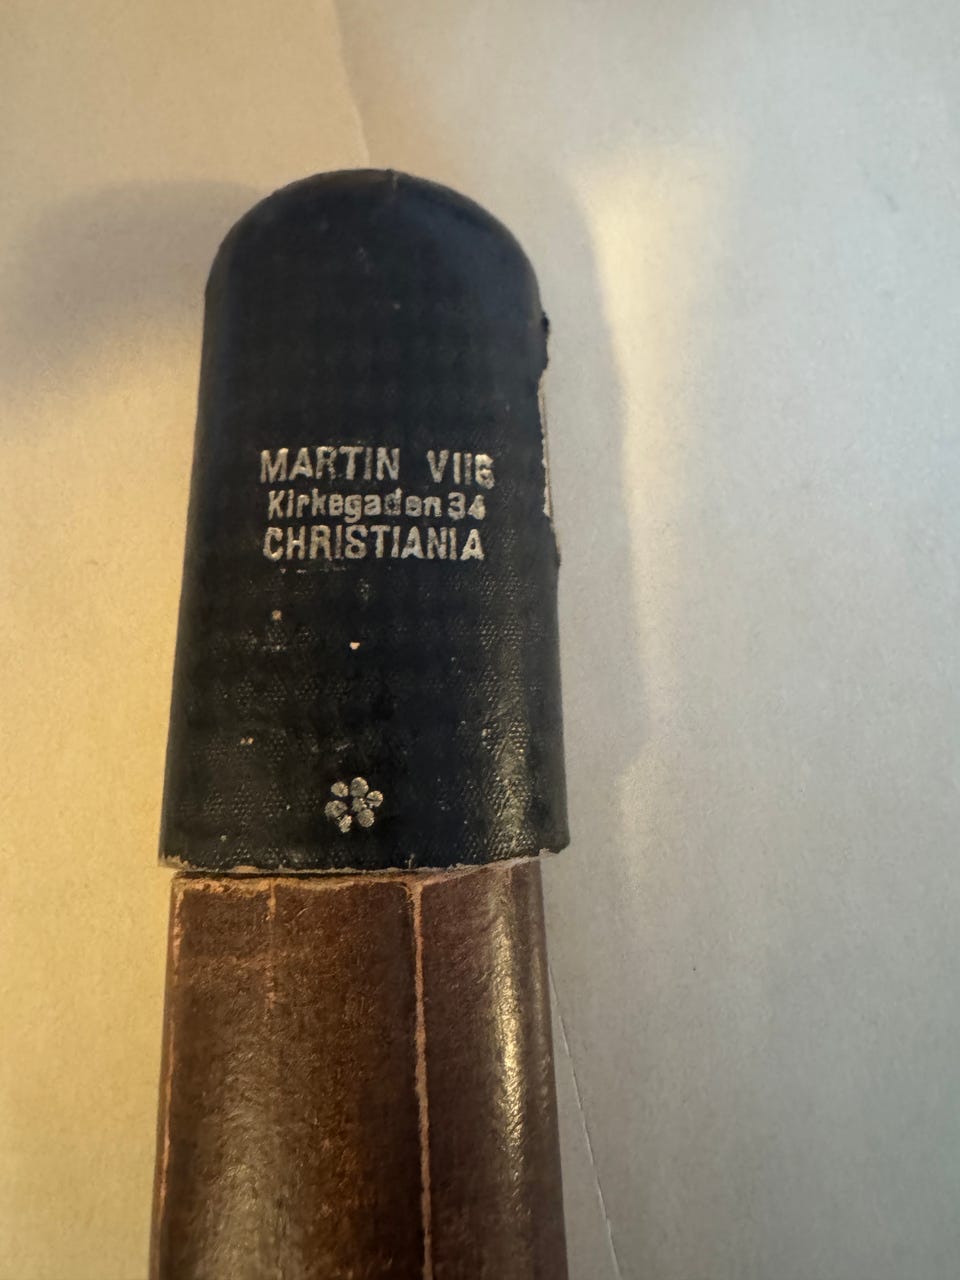 MARTIN VIIG
Kirkegaden 34
CHRISTIANIA